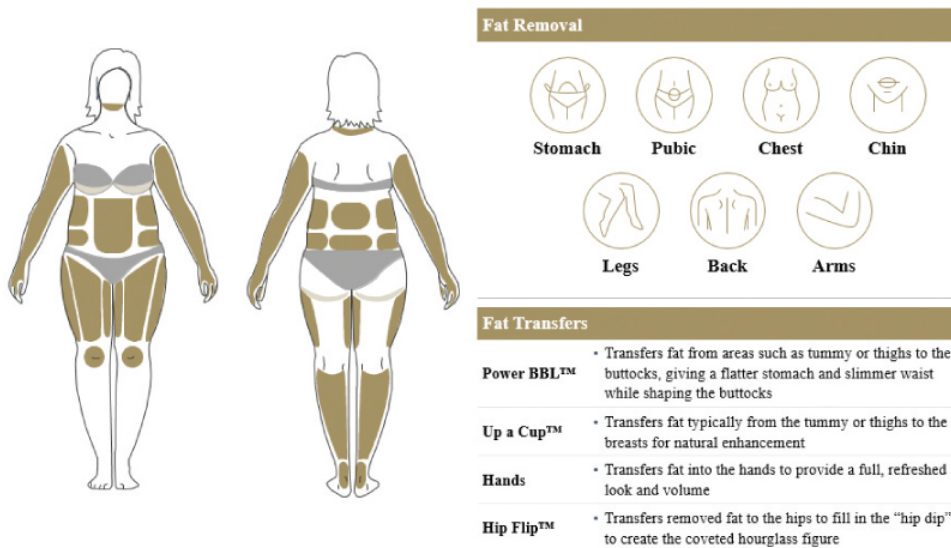 Fat Removal
Stomach
Pubic
Chest
Chin
Legs
Back
Arms
Fat Transfers
Power BBL™
• Transfers fat from areas such as tummy or thighs to the
buttocks, giving a flatter stomach and slimmer waist
while shaping the buttocks
Up a Cup™
• Transfers fat typically from the tummy or thighs to the
breasts for natural enhancement
Hands
• Transfers fat into the hands to provide a full, refreshed
look and volume
Hip Flip™
• Transfers removed fat to the hips to fill in the “hip dip”
to create the coveted hourglass figure